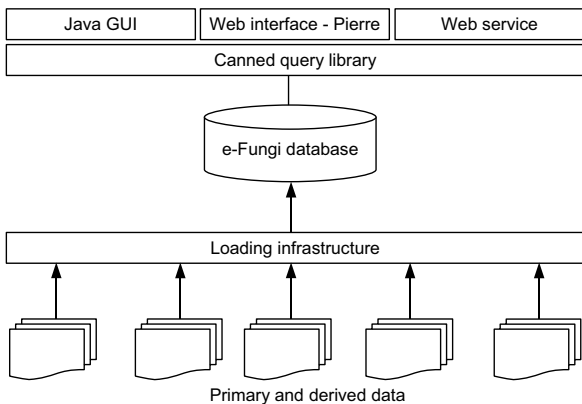 Java GUI
Web interface - Pierre
Web service
Canned query library
e-Fungi database
Loading infrastructure
Primary and derived data